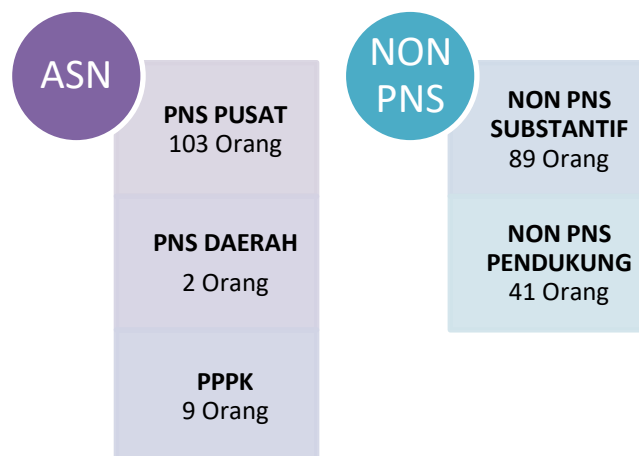 ASN
PNS PUSAT
103 Orang
PNS DAERAH
2 Orang
PPPK
9 Orang
NON
PNS
NON PNS
SUBSTANTIF
89 Orang
NON PNS
PENDUKUNG
41 Orang